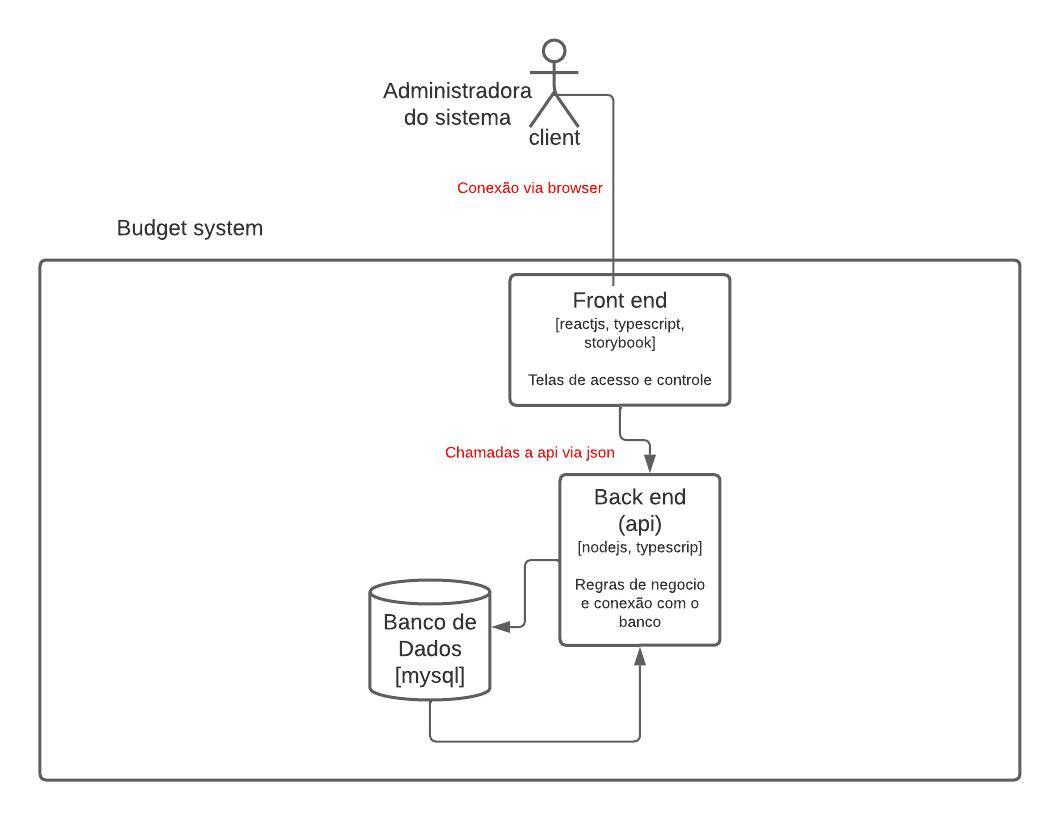 Administradora
do sistema
client
Conexão via browser
Budget system
Front end
[reactjs, typescript,
storybook]
Telas de acesso e controle
Chamadas a api via json
Back end
(api)
[nodejs, typescrip]
Regras de negocio
e conexão com o
banco
Banco de
Dados
[mysql]